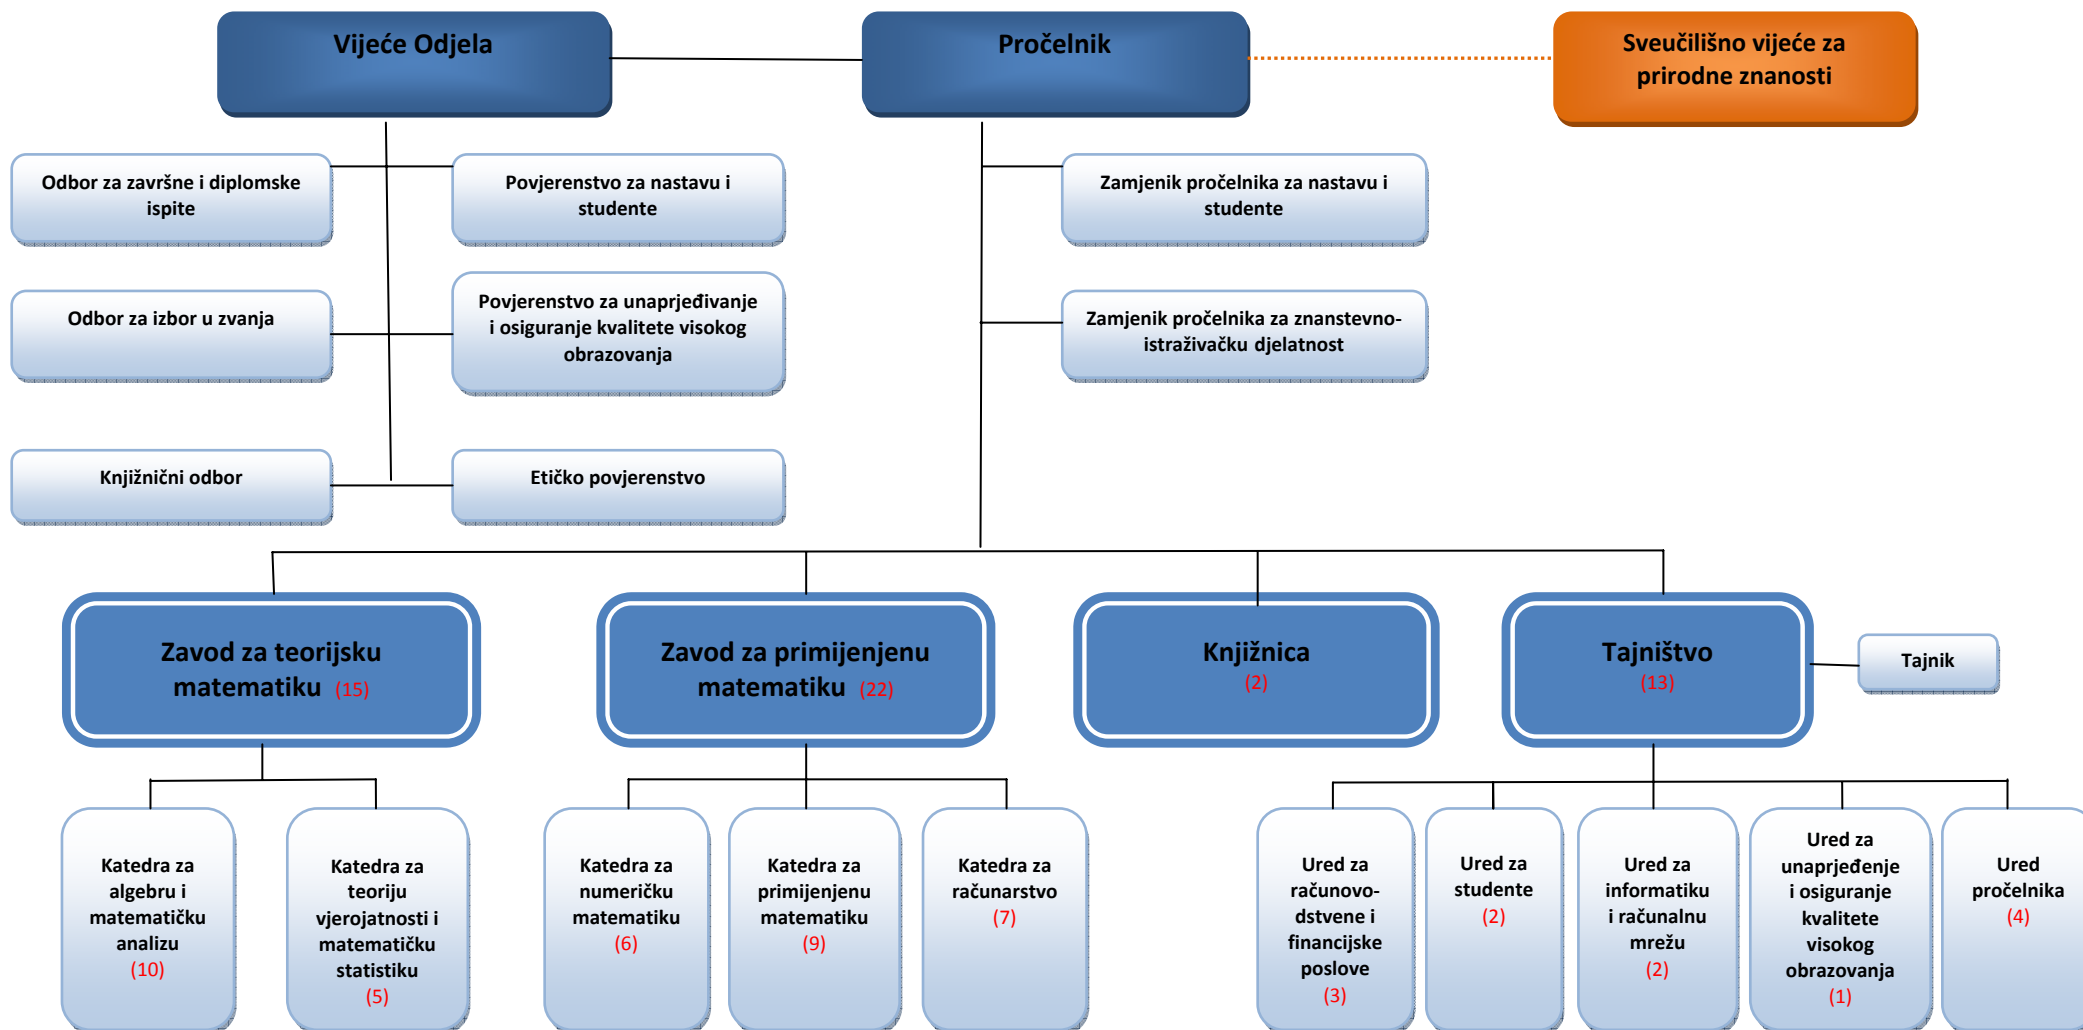 Vijeće Odjela
Pročelnik
Sveučilišno vijeće za
prirodne znanosti
Odbor za završne i diplomske
ispite
Povjerenstvo za nastavu i
studente
Zamjenik pročelnika za nastavu i
studente
Odbor za izbor u zvanja
Povjerenstvo za unaprjeđivanje
i osiguranje kvalitete visokog
obrazovanja
Zamjenik pročelnika za znanstevno-
istraživačku djelatnost
Knjižnični odbor
Etičko povjerenstvo
Zavod za teorijsku
matematiku (15)
Zavod za primijenjenu
matematiku (22)
Knjižnica
(2)
Tajništvo
(13)
Tajnik
Katedra za
algebru i
matematičku
analizu
(10)
Katedra za
teoriju
vjerojatnosti i
matematičku
statistiku
(5)
Katedra za
numeričku
matematiku
(6)
Katedra za
primijenjenu
matematiku
(9)
Katedra za
računarstvo
(7)
Ured za
računovo-
dstvene i
financijske
poslove
(3)
Ured za
studente
(2)
Ured za
informatiku
i računalnu
mrežu
(2)
Ured za
unaprjeđenje
i osiguranje
kvalitete
visokog
obrazovanja
(1)
Ured
pročelnika
(4)